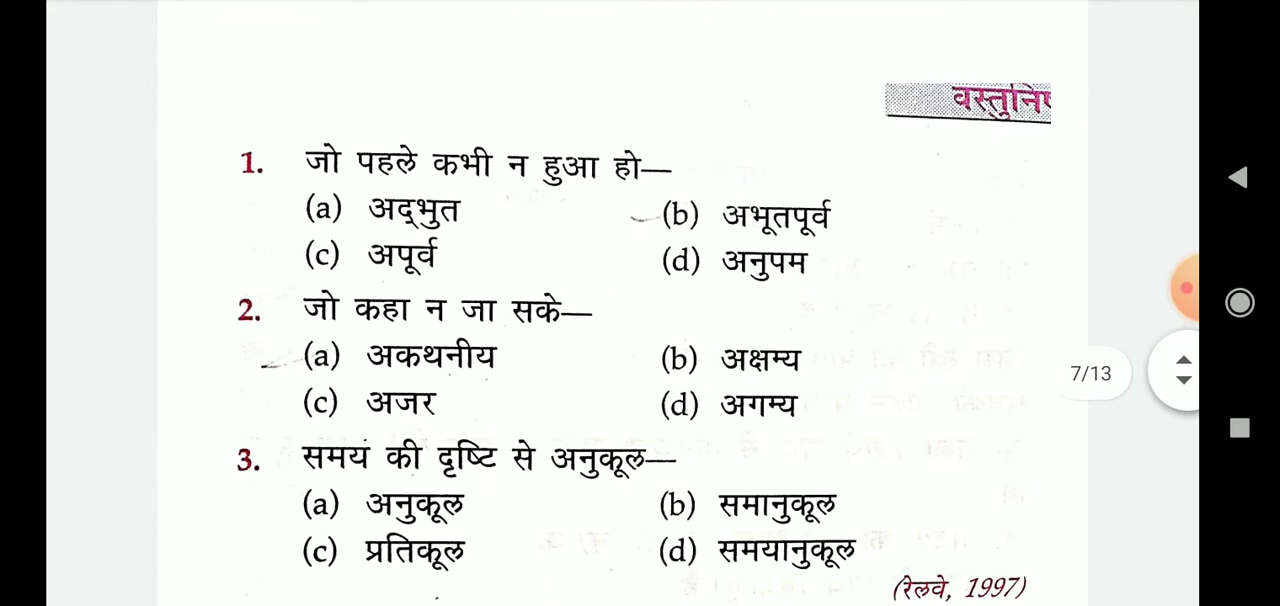 1. जो पहले कभी न हुआ हो—
(a) अद्‌भुत (b) अभूतपूर्व
(c) अपूर्व (d) अनुपम
2. जो कहा न जा सके—
(a) अकथनीय (b) अक्षम्य
(c) अजर (d) अगम्य
3. समय की दृष्टि से अनुकूल—
(a) अनुकूल (b) समानुकूल
(c) प्रतिकूल (d) समयानुकूल
(रेलवे, 1997)
7/13